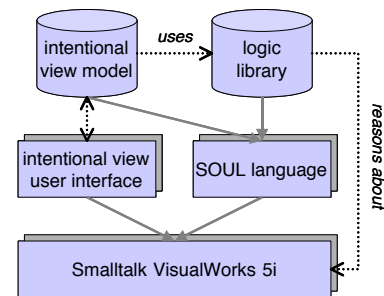 intentional
view model
uses
logic
library
reasons about
intentional view
user interface
SOUL language
Smalltalk VisualWorks 5i